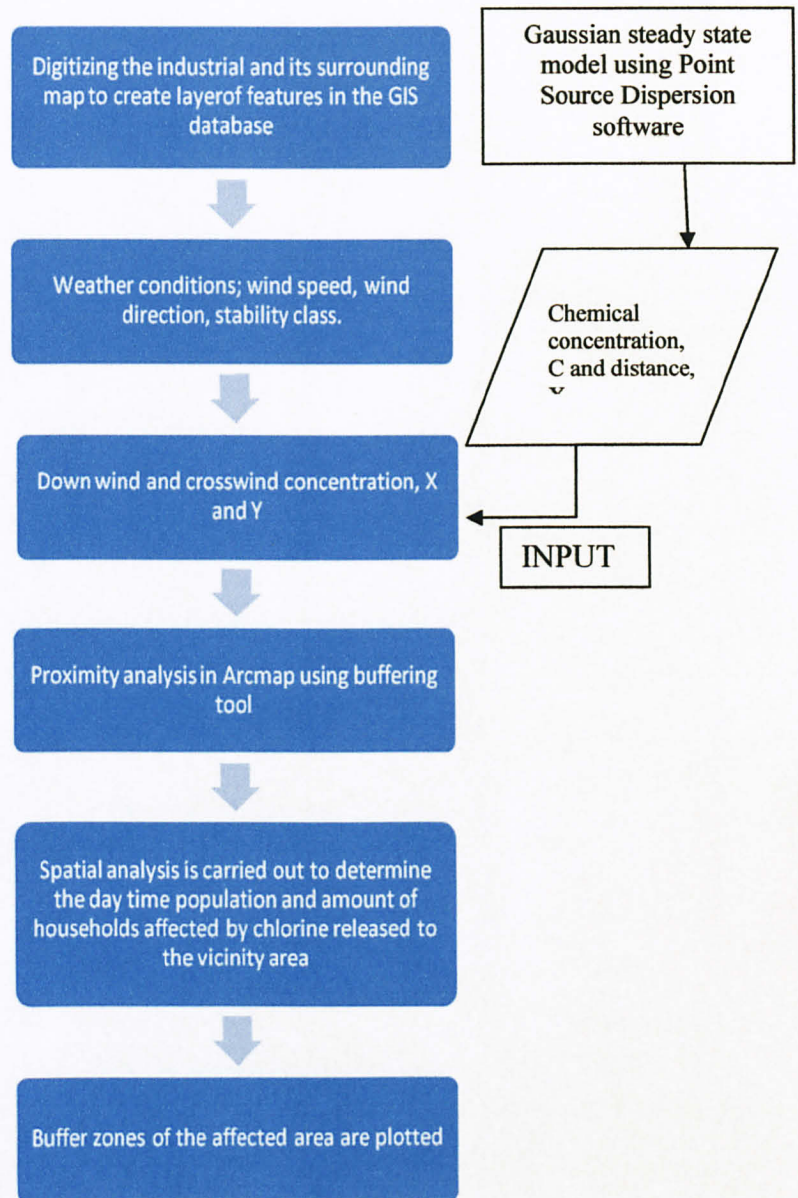 Digitizing the industrial and its surrounding
map to create layerof features in the GIS
database
Gaussian steady state
model using Point
Source Dispersion
software
Weather conditions; wind speed, wind
direction, stability class.
Chemical
concentration,
C and distance,
Down wind and crosswind concentration, X
and Y
INPUT
Proximity analysis in Arcmap using buffering
tool
Spatial analysis is carried out to determine
the day time population and amount of
households affected by chlorine released to
the vicinity area
Buffer zones of the affected area are plotted